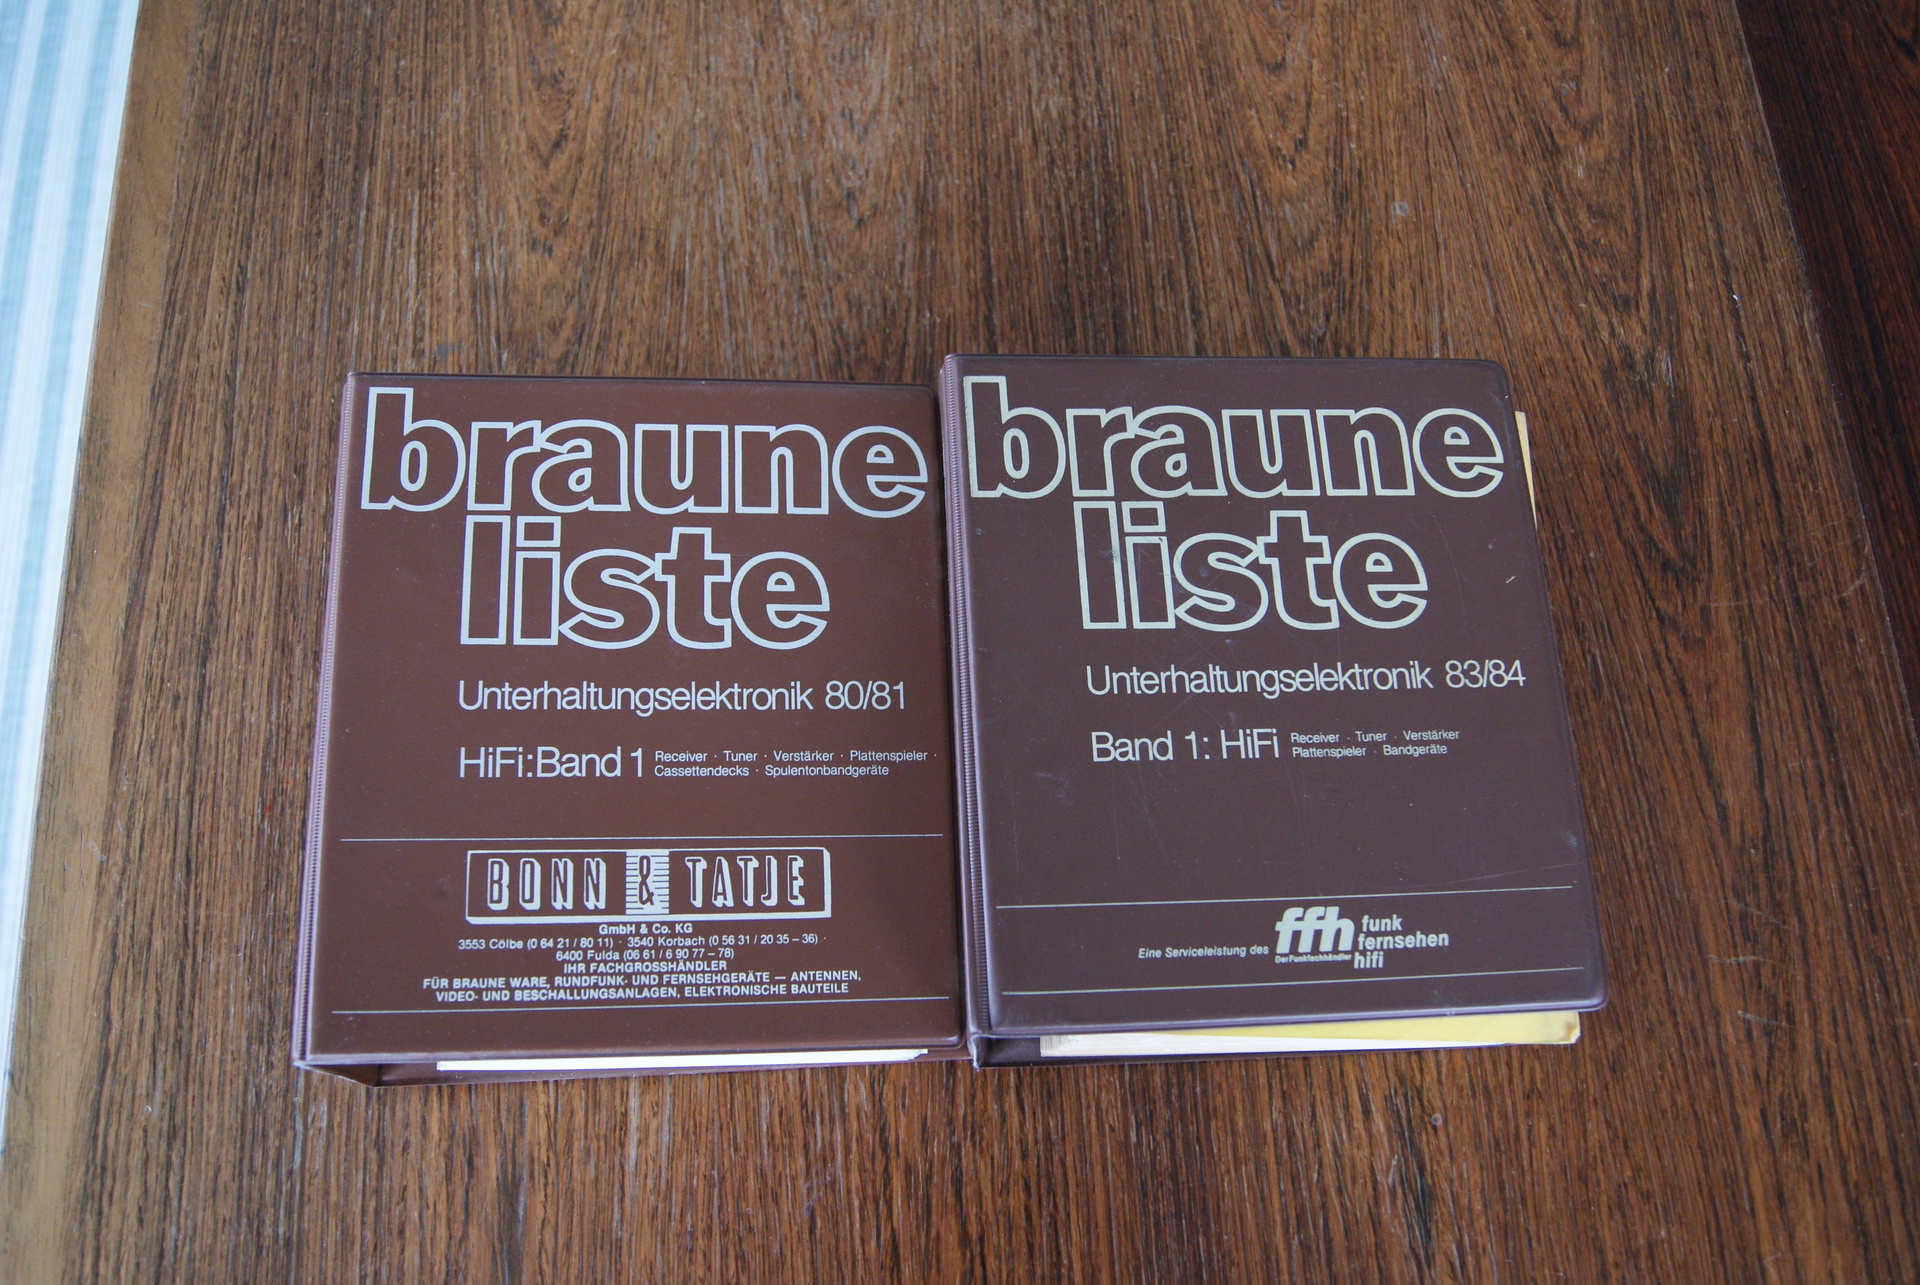 braune
liste
Unterhaltungselektronik 80/81
HiFi:Band 1 Receiver · Tuner · Verstärker · Plattenspieler ·
Cassettendecks · Spulentonbandgeräte
BONN & TATJE
GmbH & Co. KG
3553 Cölbe (0 64 21 / 80 11) · 3540 Korbach (0 56 31 / 20 35 – 36) ·
6400 Fulda (06 61 / 6 90 77 – 78)
IHR FACHGROSSHÄNDLER
FÜR BRAUNE WARE, RUNDFUNK- UND FERNSEHGERÄTE — ANTENNEN,
VIDEO- UND BESCHALLUNGSANLAGEN, ELEKTRONISCHE BAUTEILE
braune
liste
Unterhaltungselektronik 83/84
Band 1: HiFi Receiver · Tuner · Verstärker
Plattenspieler · Bandgeräte
Eine Serviceleistung des ffh funk
fernsehen
Der Funkfachhändler hifi